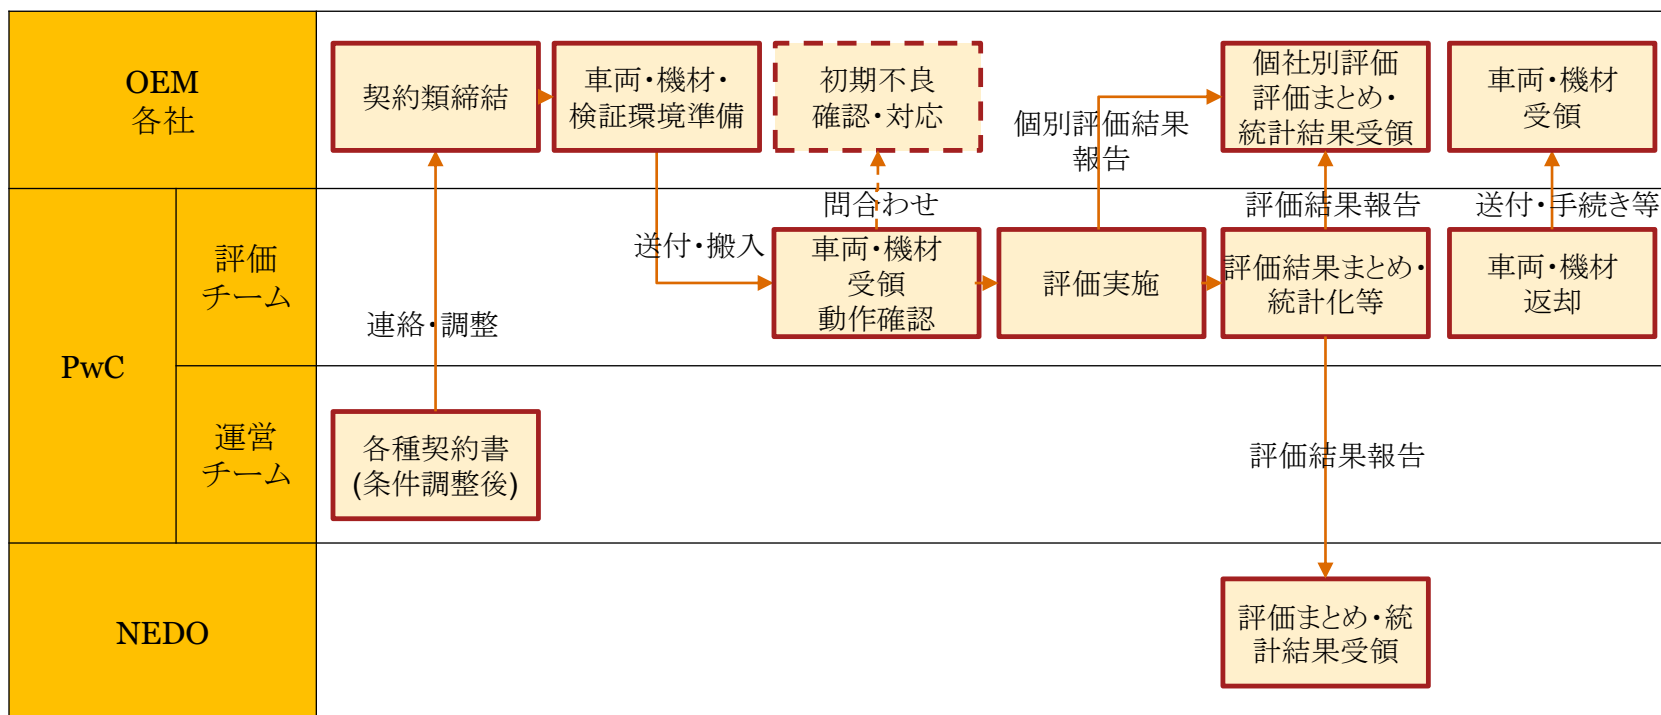 OEM
各社
契約類締結
車両・機材・
検証環境準備
初期不良
確認・対応
個別評価結果
報告
個社別評価
評価まとめ・
統計結果受領
車両・機材
受領
PwC
評価
チーム
連絡・調整
送付・搬入
問合わせ
車両・機材
受領
動作確認
評価実施
評価結果報告
評価結果まとめ・
統計化等
送付・手続き等
車両・機材
返却
運営
チーム
各種契約書
(条件調整後)
評価結果報告
NEDO
評価まとめ・統
計結果受領